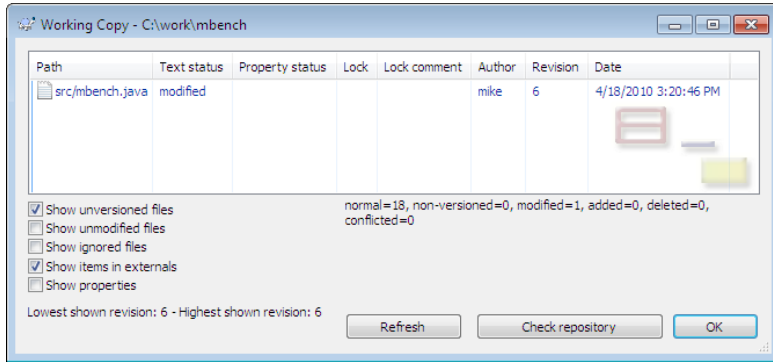 Working Copy - C:\work\mbench
Path Text status Property status Lock Lock comment Author Revision Date
src/mbench.java modified mike 6 4/18/2010 3:20:46 PM
normal=18, non-versioned=0, modified=1, added=0, deleted=0,
conflicted=0
Show unversioned files
Show unmodified files
Show ignored files
Show items in externals
Show properties
Lowest shown revision: 6 - Highest shown revision: 6
Refresh Check repository OK